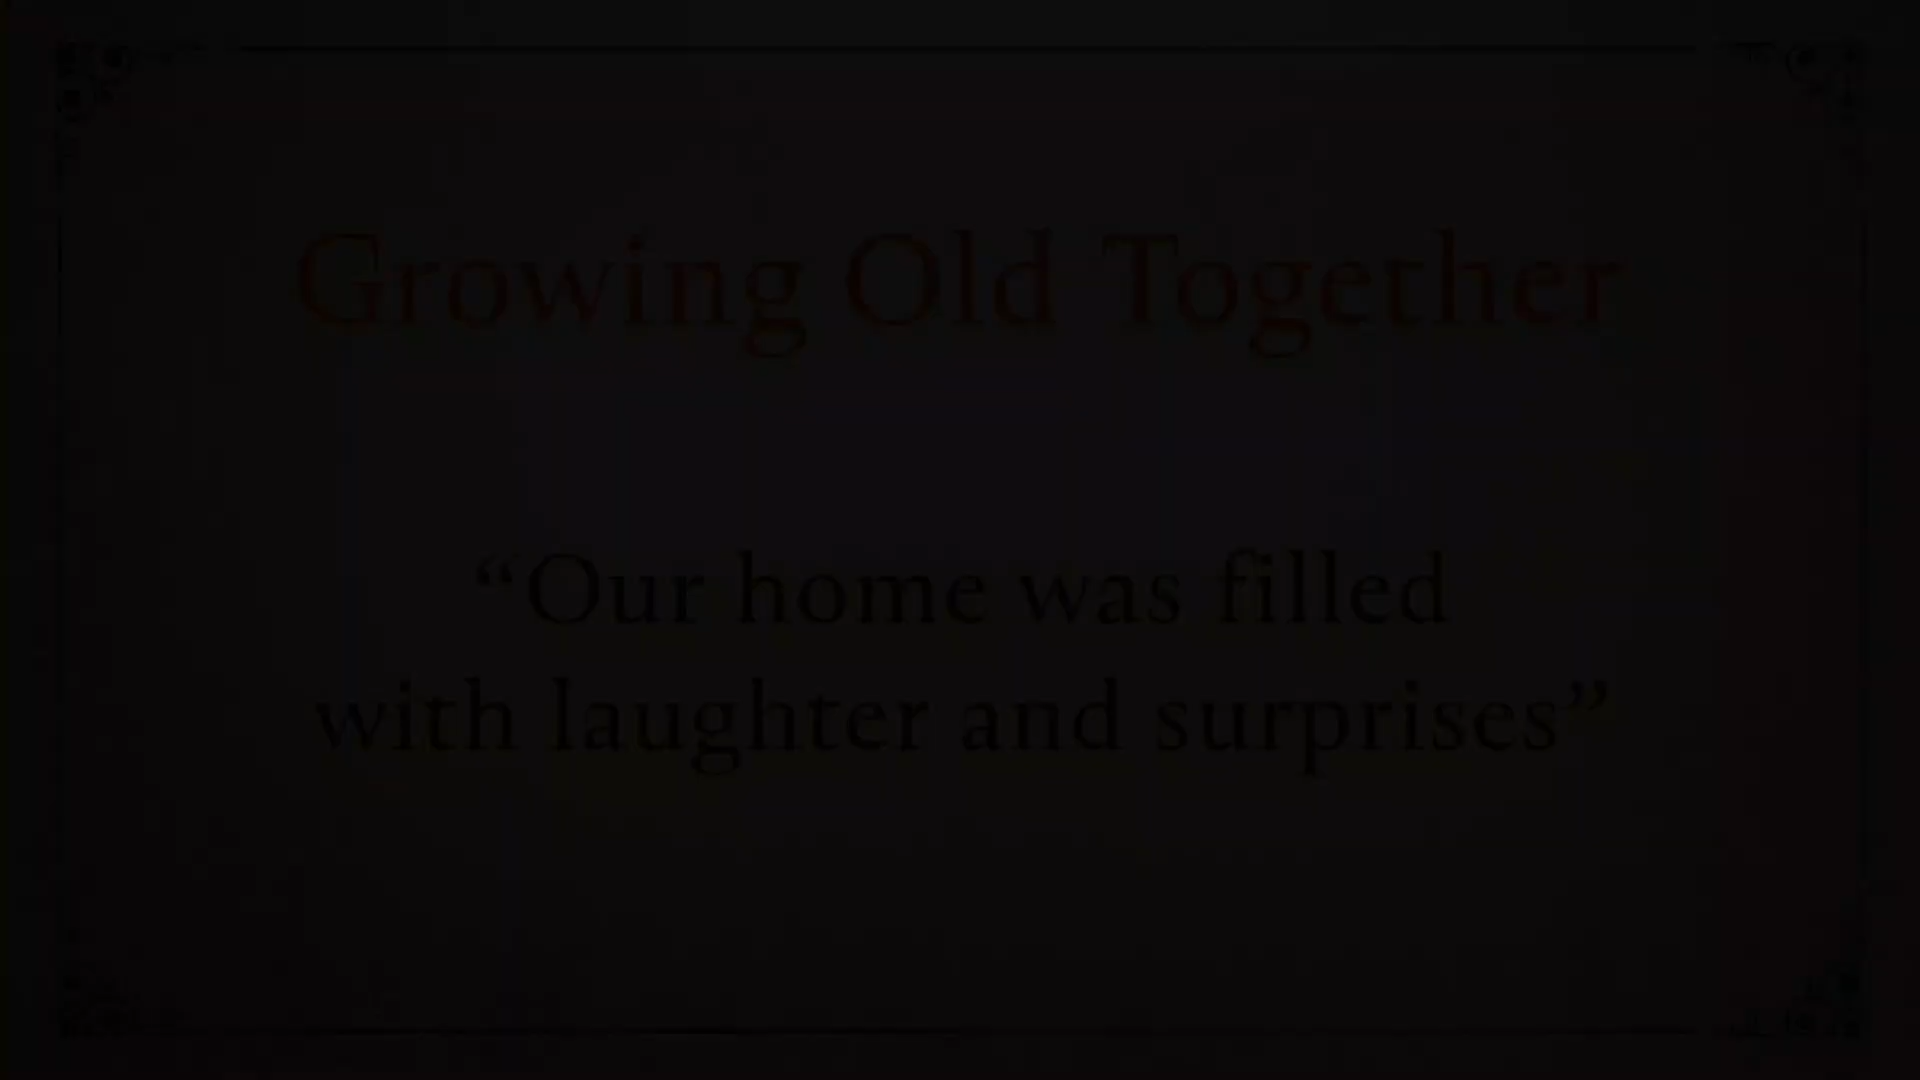 Growing Old Together
“Our home was filled
with laughter and surprises”